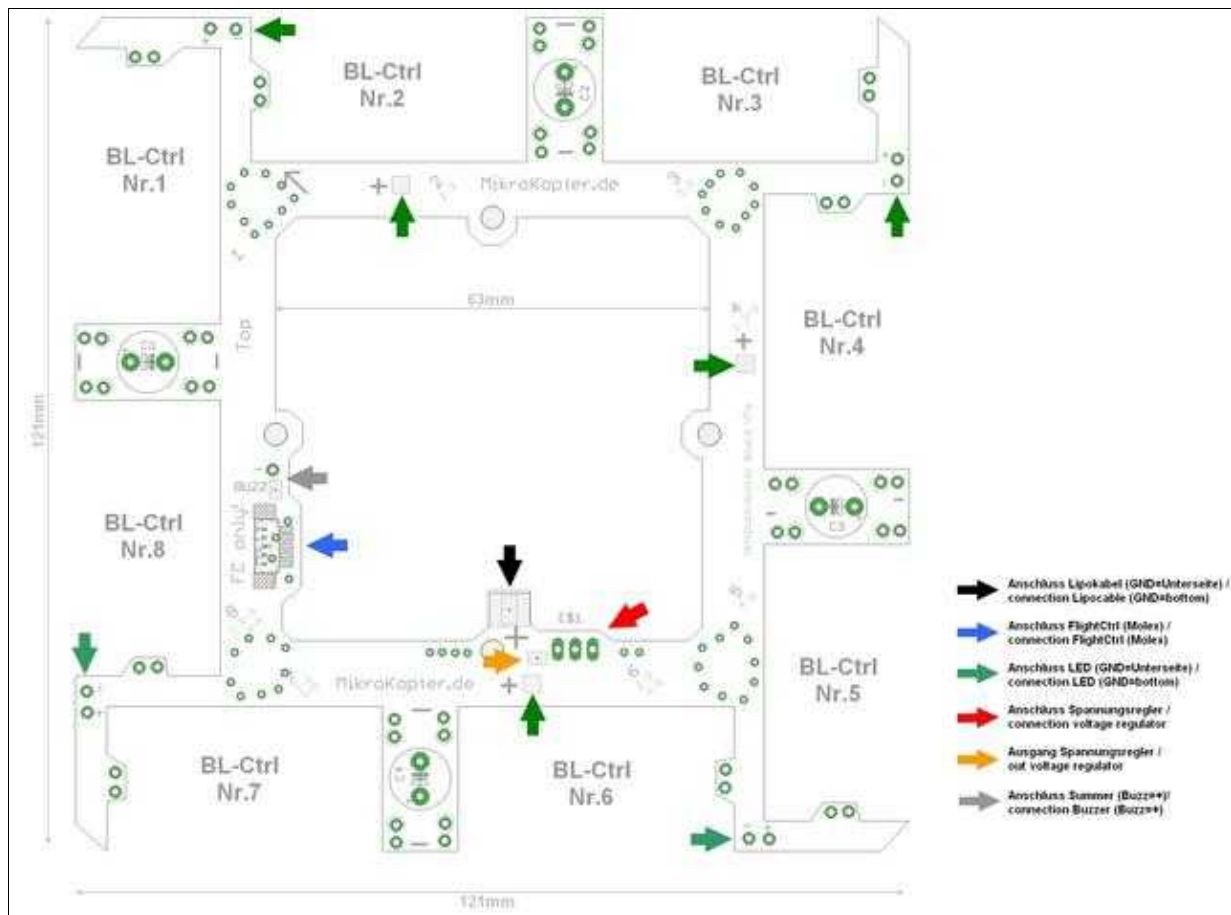 BL-Ctrl
Nr.2
BL-Ctrl
Nr.3
BL-Ctrl
Nr.1
C2
MikroKopter.de
63mm
Top
121mm
BL-Ctrl
Nr.4
Buzz
FC only!
BL-Ctrl
Nr.8
C3
BL-Ctrl
Nr.5
MikroKopter.de
BL-Ctrl
Nr.7
C4
BL-Ctrl
Nr.6
121mm
Anschluss Lipokabel (GND=Unterseite) /
connection Lipocable (GND=bottom)
Anschluss FlightCtrl (Molex) /
connection FlightCtrl (Molex)
Anschluss LED (GND=Unterseite) /
connection LED (GND=bottom)
Anschluss Spannungsregler /
connection voltage regulator
Ausgang Spannungsregler /
out voltage regulator
Anschluss Summer (Buzz=+)/
connection Buzzer (Buzz=+)